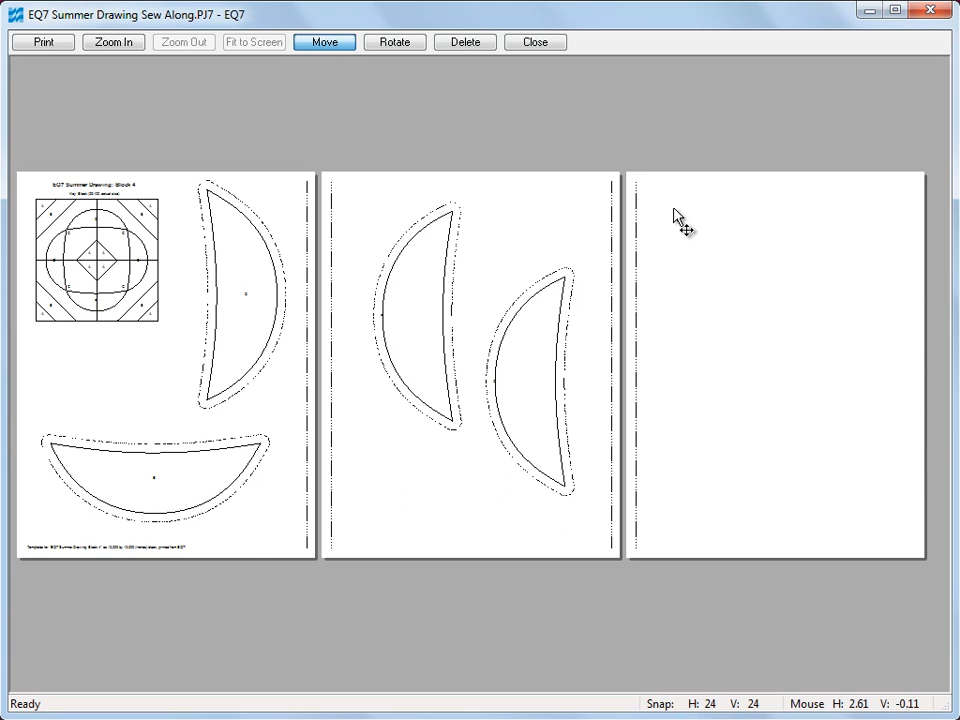 EQ7 Summer Drawing Sew Along.PJ7 - EQ7
Print Zoom In Zoom Out Fit to Screen Move Rotate Delete Close
EQ7 Summer Drawing: Block 4
Ready
Snap: H: 24 V: 24 Mouse H: 2.61 V: -0.11